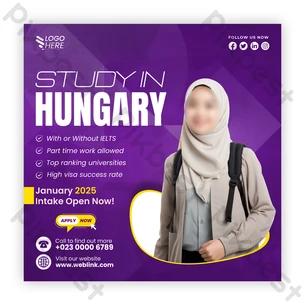 LOGO
HERE
FOLLOW US NOW
STUDY IN
HUNGARY
With or Without IELTS
Part time work allowed
Top ranking universities
High visa success rate
January 2025
Intake Open Now!
APPLY NOW
Call to find out more
+023 0000 6789
Visit our website
www.weblink.com